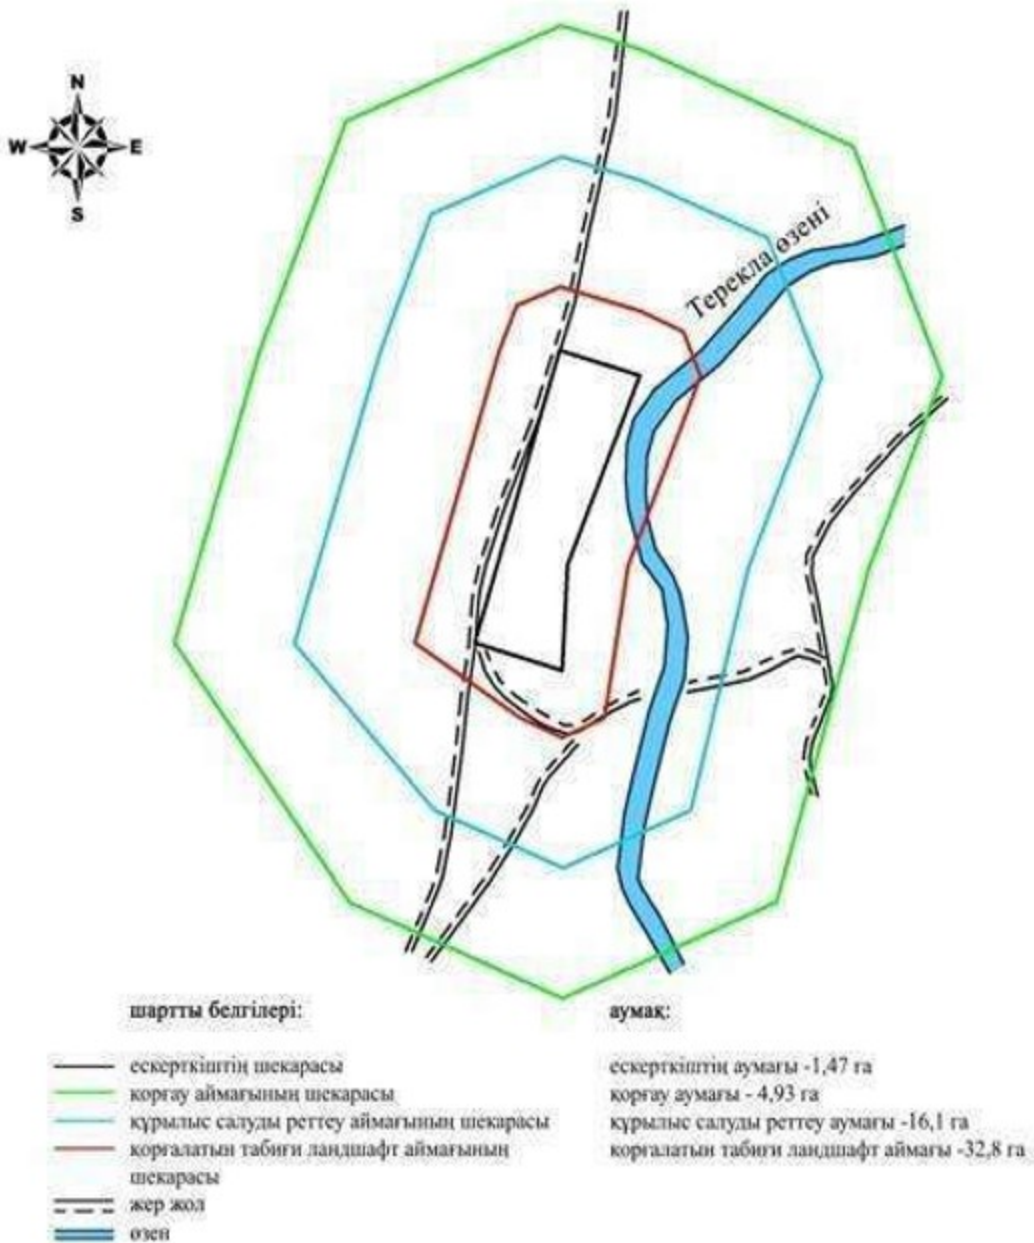 N
W E
S
Терекла өзені
шартты белгілері:
ескерткіштің шекарасы
қорғау аймағының шекарасы
құрылыс салуды реттеу аймағының шекарасы
қорғалатын табиғи ландшафт аймағының
шекарасы
жер жол
өзен
аумақ:
ескерткіштің аумағы -1,47 га
қорғау аумағы - 4,93 га
құрылыс салуды реттеу аумағы -16,1 га
қорғалатын табиғи ландшафт аймағы -32,8 га